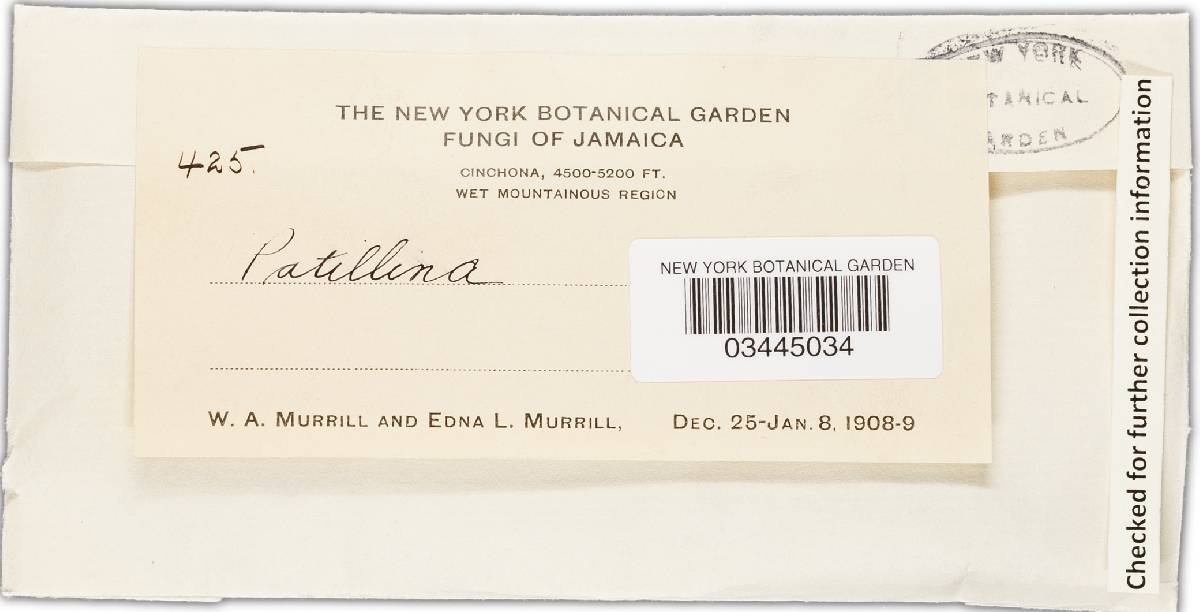 THE NEW YORK BOTANICAL GARDEN
FUNGI OF JAMAICA
425.
CINCHONA, 4500-5200 FT.
WET MOUNTAINOUS REGION
Patillina
W. A. MURRILL AND EDNA L. MURRILL, DEC. 25-JAN. 8, 1908-9
NEW YORK BOTANICAL GARDEN
03445034
EW YORK
TANICAL
ARDEN
Checked for further collection information